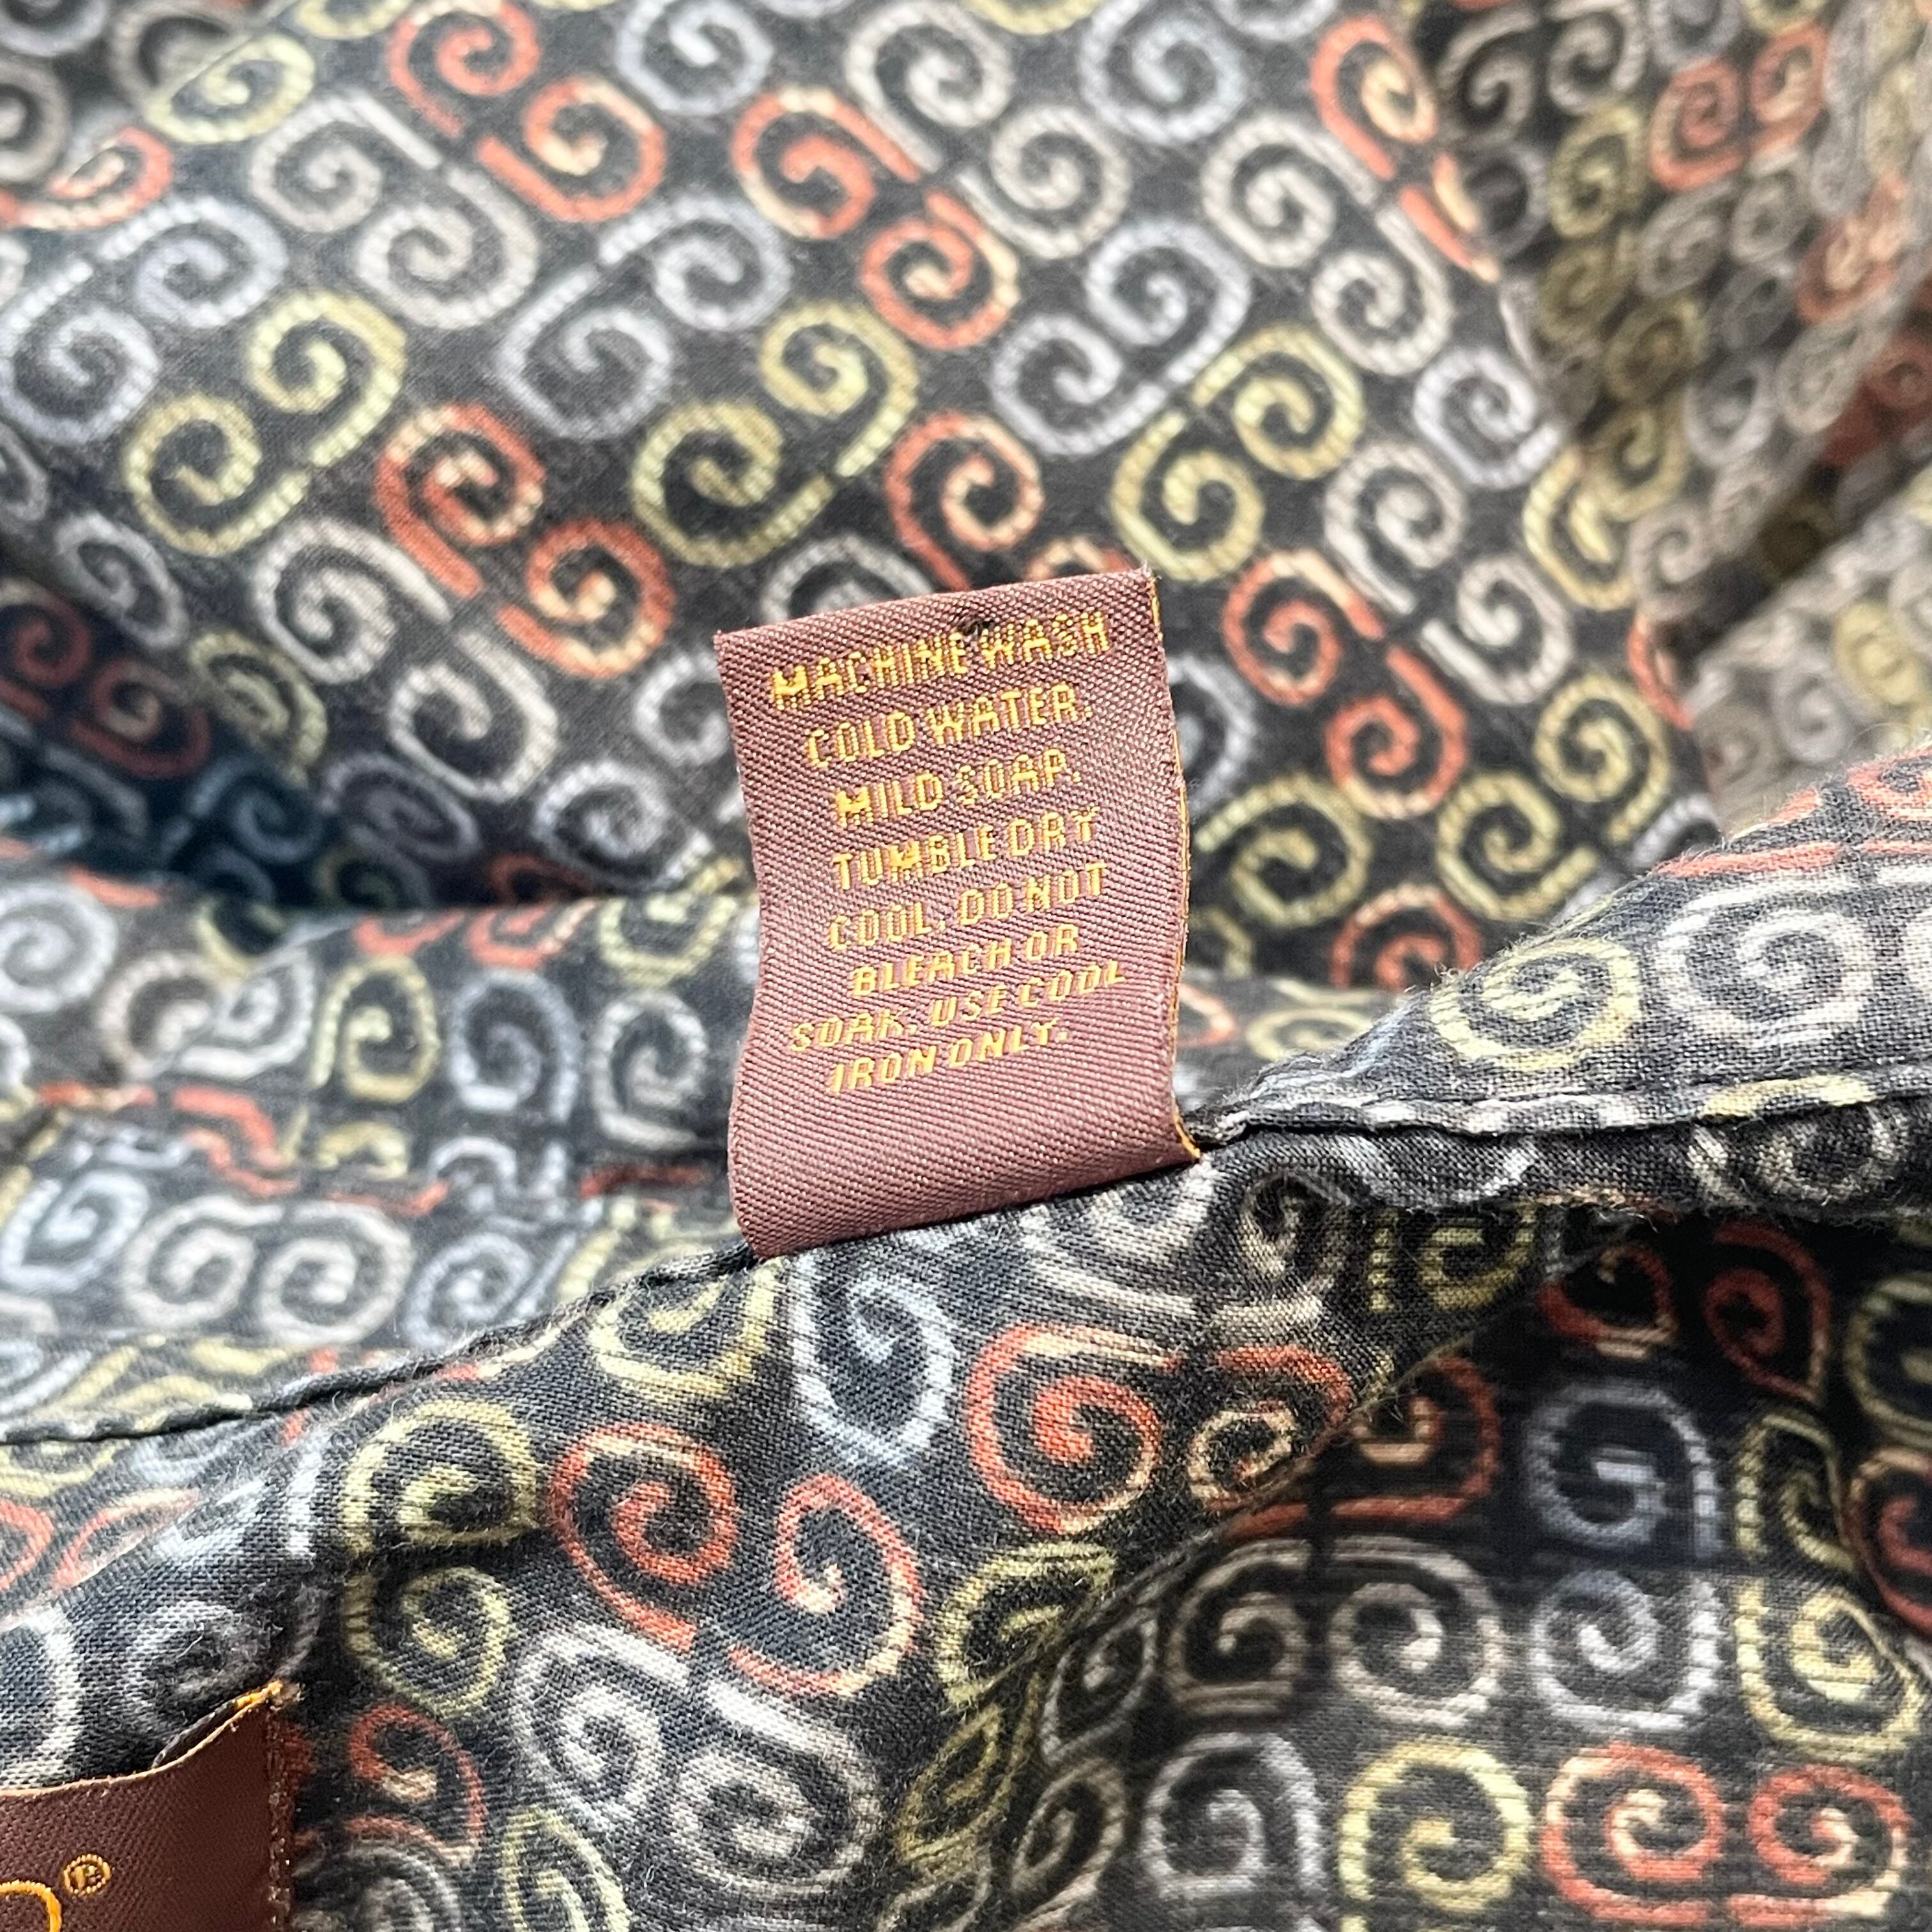 MACHINE WASH
COLD WATER.
MILD SOAP.
TUMBLE DRY
COOL. DO NOT
BLEACH OR
SOAK. USE COOL
IRON ONLY.
®